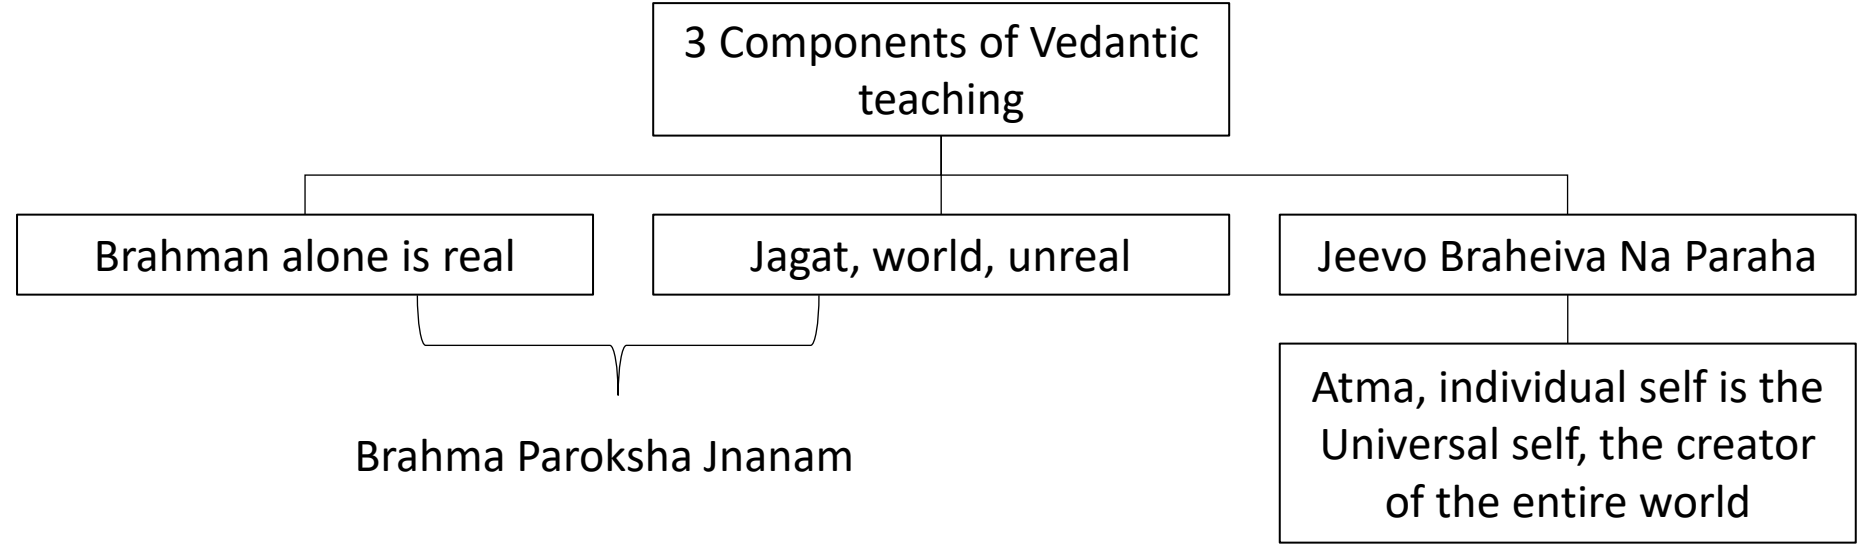 3 Components of Vedantic
teaching
Brahman alone is real
Jagat, world, unreal
Jeevo Braheiva Na Paraha
Brahma Paroksha Jnanam
Atma, individual self is the
Universal self, the creator
of the entire world